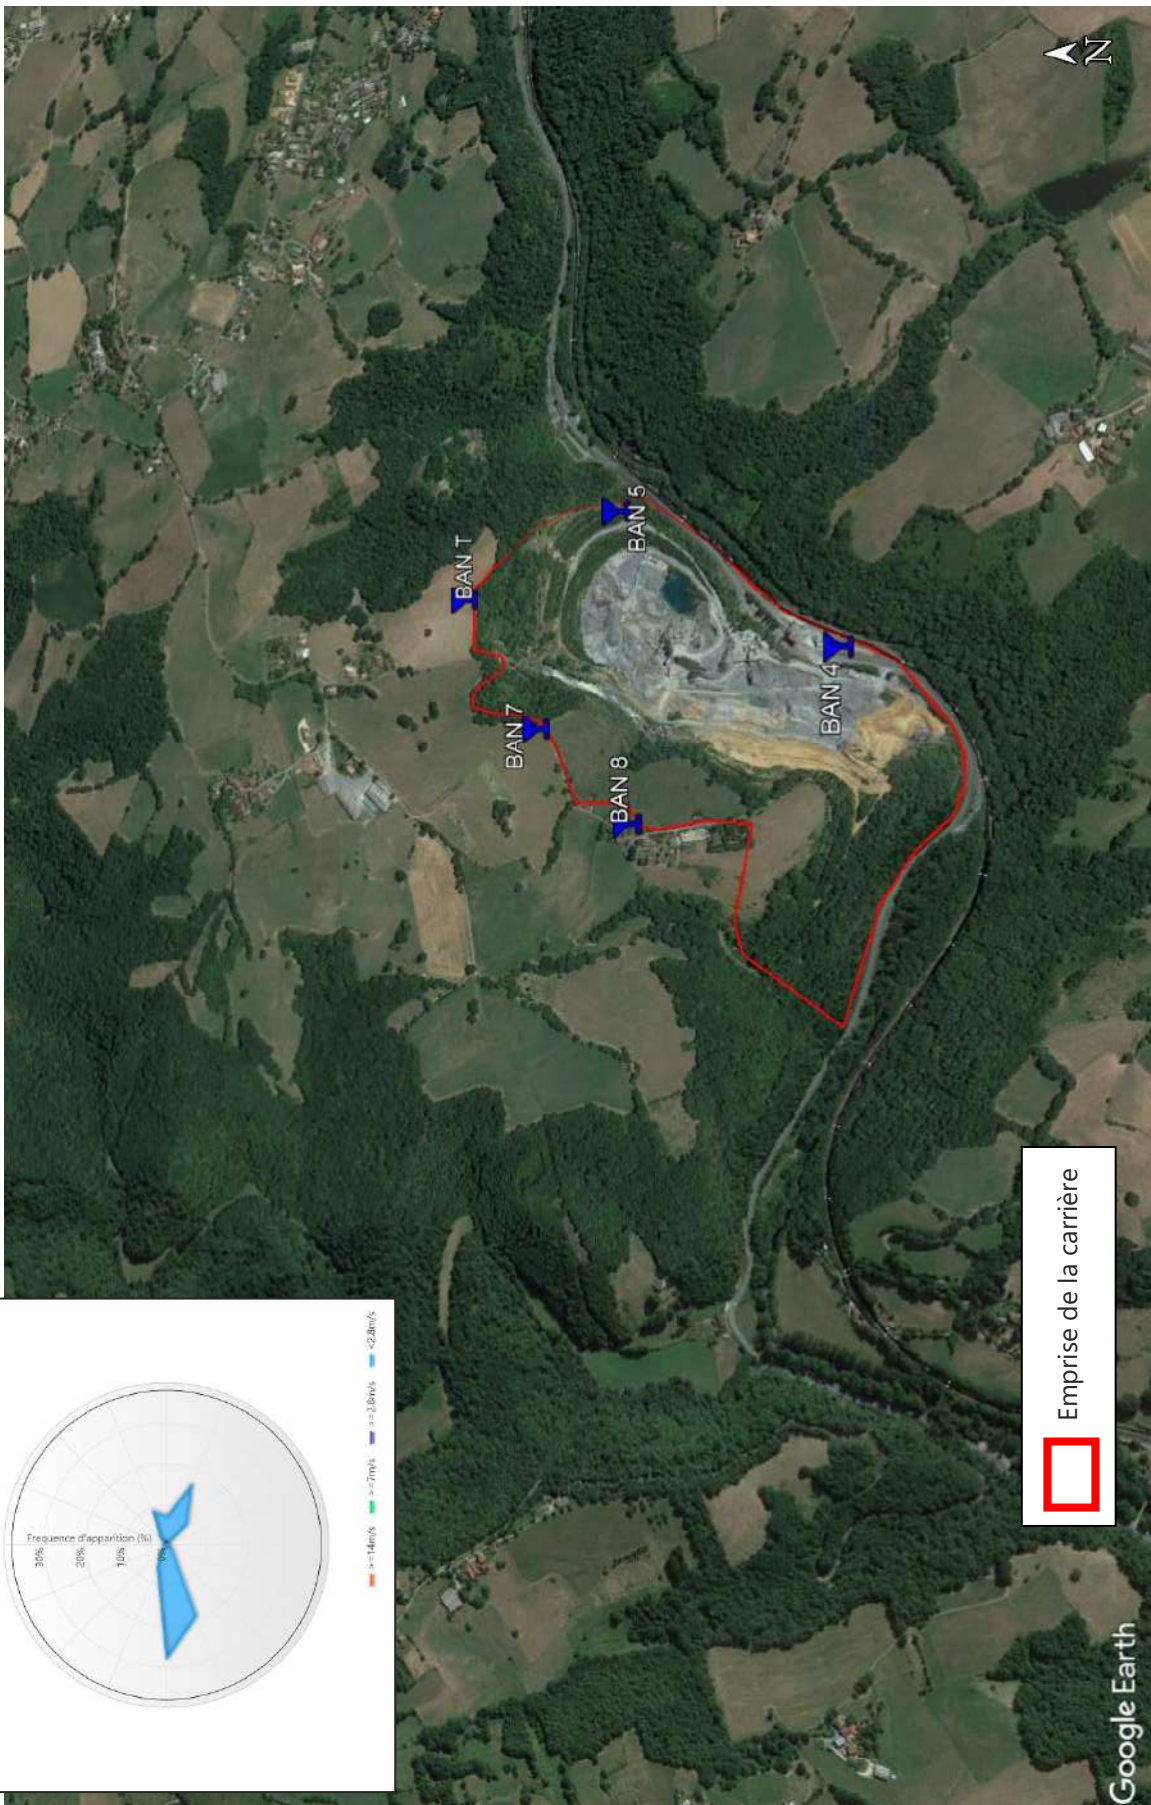 Frequence d'apparition (%)
30%
20%
10%
0%
>=14m/s
>=7m/s
>=2.8m/s
<2.8m/s
N
BAN T
BAN 5
BAN 7
BAN 8
BAN 4
Emprise de la carrière
Google Earth